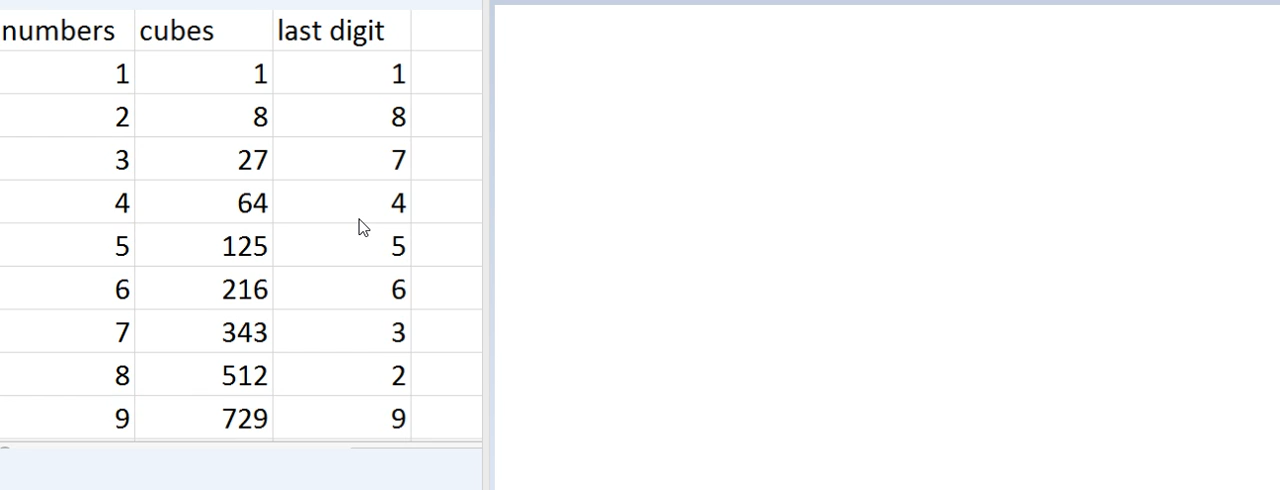 numbers cubes last digit
1 1 1
2 8 8
3 27 7
4 64 4
5 125 5
6 216 6
7 343 3
8 512 2
9 729 9